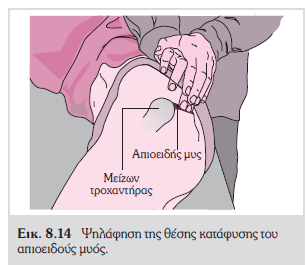 Απιοειδής μυς
Μείζων
τροχαντήρας
Εικ. 8.14 Ψηλάφηση της θέσης κατάφυσης του
απιοειδούς μυός.